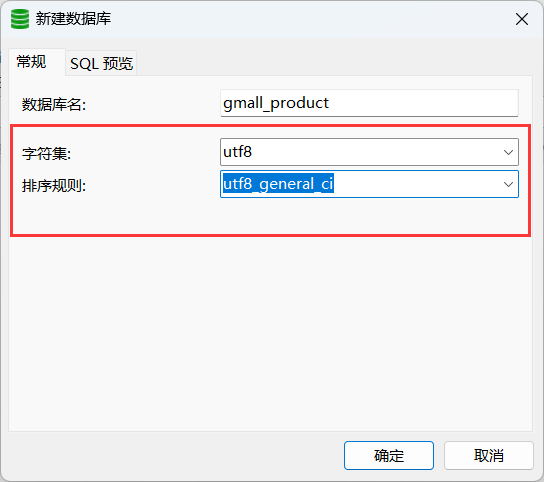 新建数据库
常规
SQL 预览
数据库名:
gmall_product
字符集:
utf8
排序规则:
utf8_general_ci
确定
取消